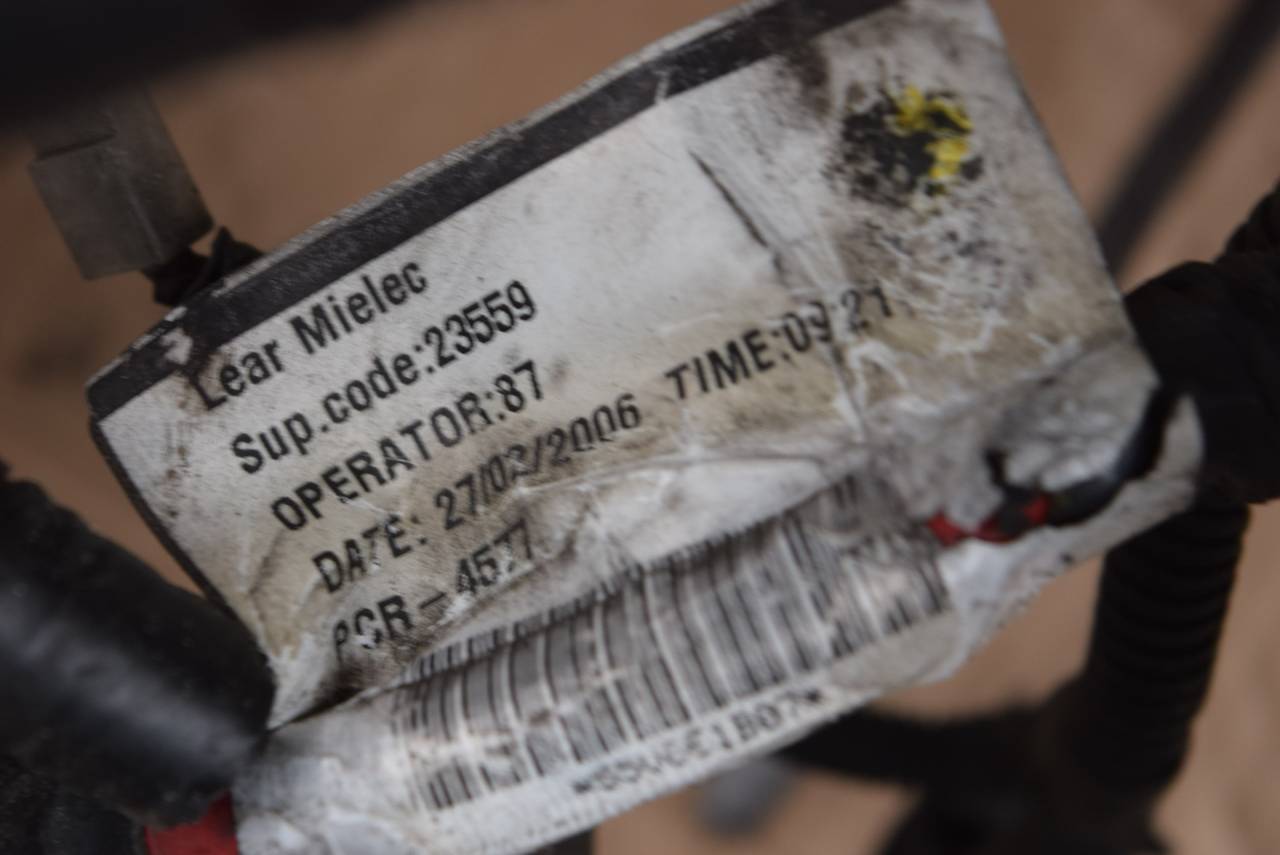 Lear Mielec
Sup.code:23559
OPERATOR:87
DATE: 27/03/2006 TIME:09:21
PCR-4577